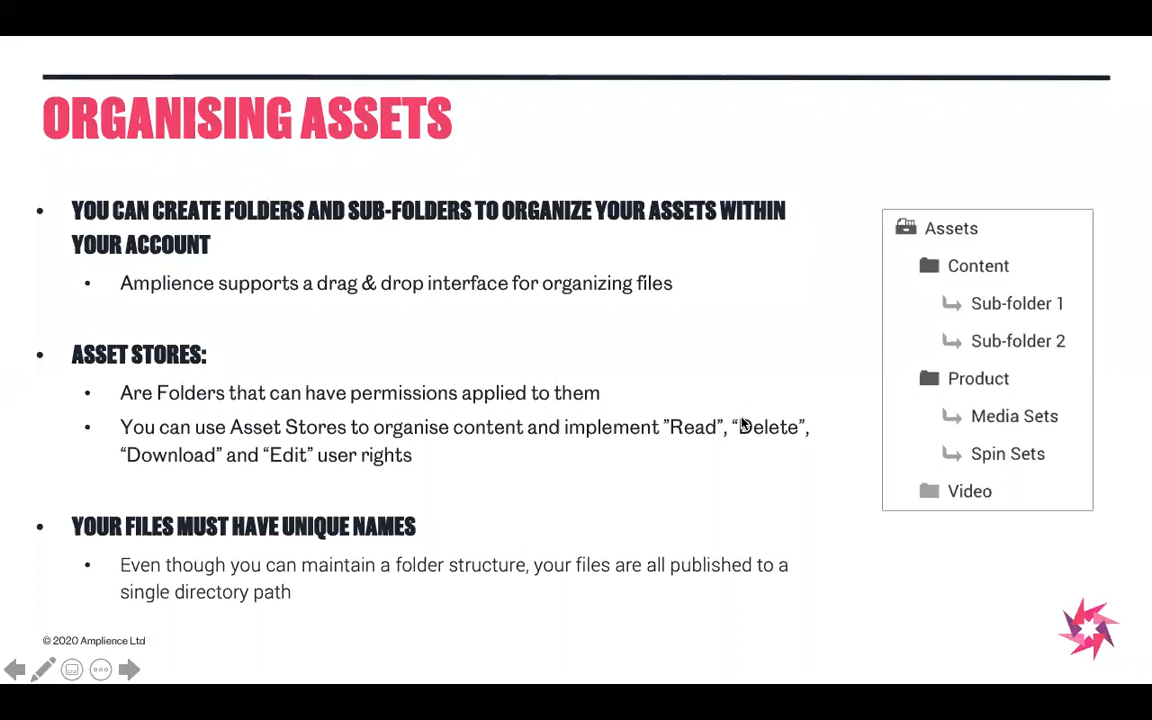 ORGANISING ASSETS
• YOU CAN CREATE FOLDERS AND SUB-FOLDERS TO ORGANIZE YOUR ASSETS WITHIN
YOUR ACCOUNT
• Amplience supports a drag & drop interface for organizing files
• ASSET STORES:
• Are Folders that can have permissions applied to them
• You can use Asset Stores to organise content and implement ”Read”, “Delete”,
“Download” and “Edit” user rights
• YOUR FILES MUST HAVE UNIQUE NAMES
• Even though you can maintain a folder structure, your files are all published to a
single directory path
Assets
Content
Sub-folder 1
Sub-folder 2
Product
Media Sets
Spin Sets
Video
© 2020 Amplience Ltd